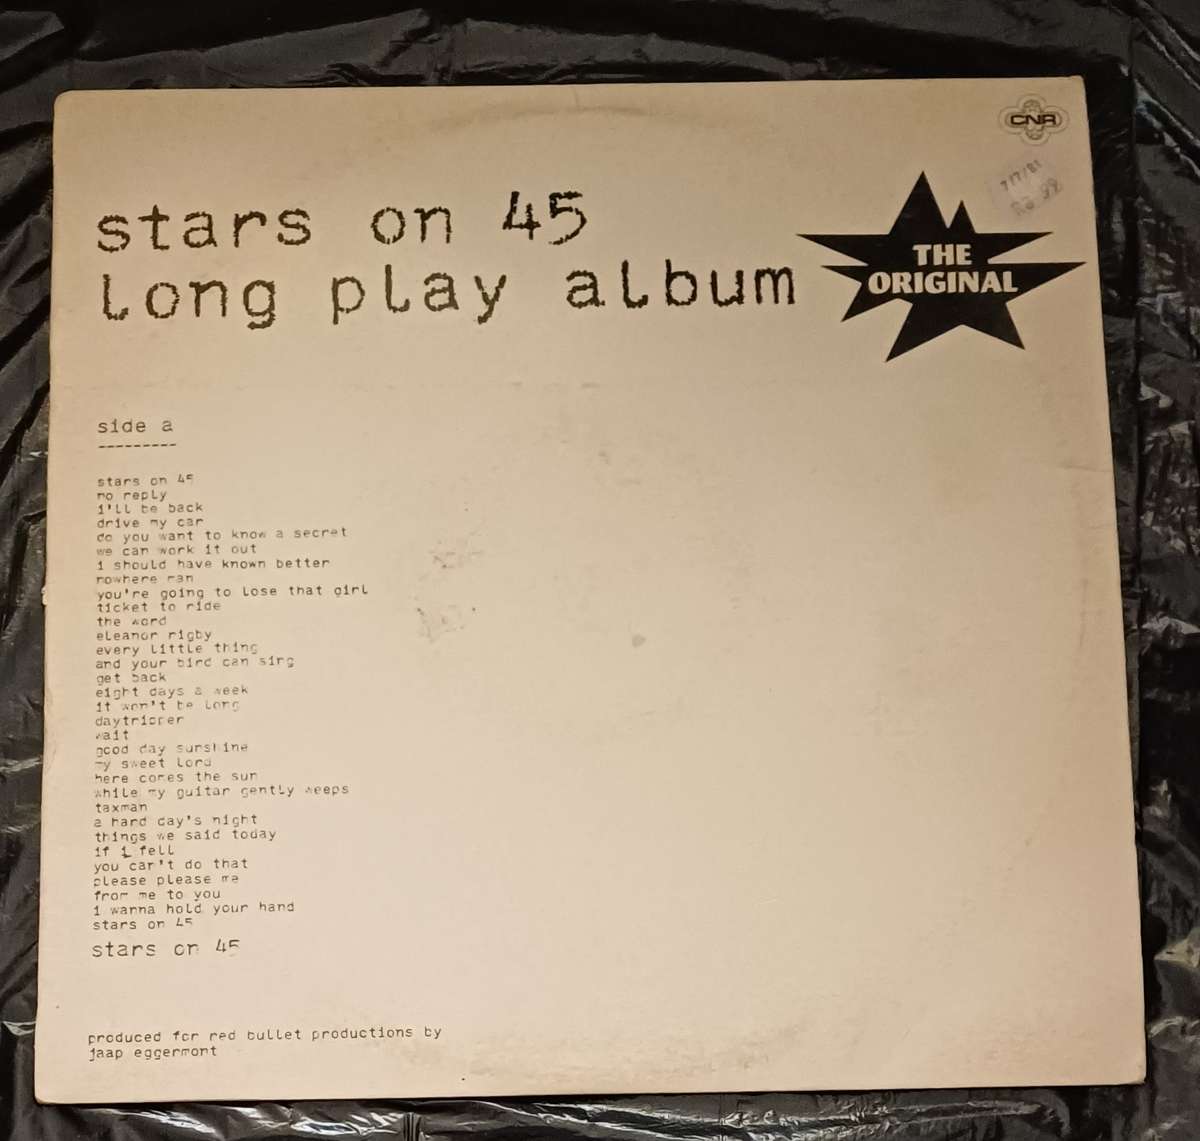 CNR
7/7/81
stars on 45
long play album
THE
ORIGINAL
side a
---------
stars on 45
no reply
i'll be back
drive my car
do you want to know a secret
we can work it out
i should have known better
nowhere man
you're going to lose that girl
ticket to ride
the word
eleanor rigby
every little thing
and your bird can sing
get back
eight days a week
it won't be long
daytripper
wait
good day sunshine
my sweet lord
here comes the sun
while my guitar gently weeps
taxman
a hard day's night
things we said today
if i fell
you can't do that
please please me
from me to you
i wanna hold your hand
stars on 45
stars on 45
produced for red bullet productions by
jaap eggermont